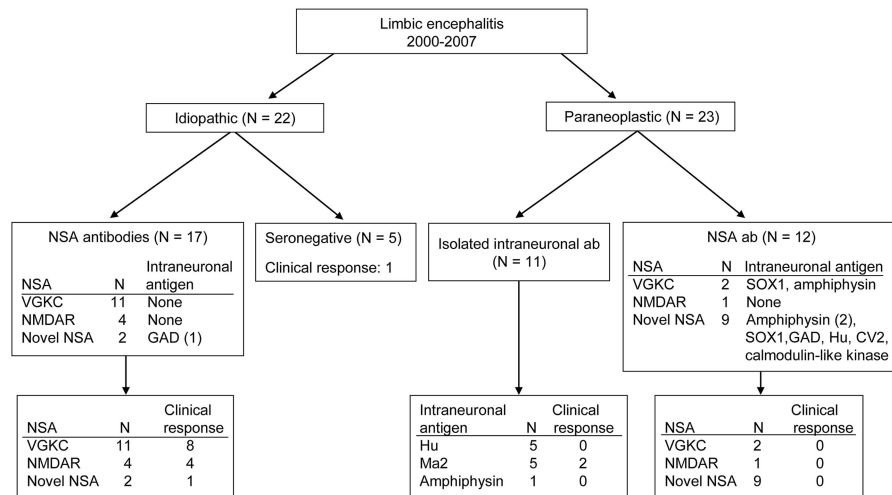 Limbic encephalitis
2000-2007
Idiopathic (N = 22)
Paraneoplastic (N = 23)
NSA antibodies (N = 17)
NSA N Intraneuronal antigen
VGKC 11 None
NMDAR 4 None
Novel NSA 2 GAD (1)
Seronegative (N = 5)
Clinical response: 1
Isolated intraneuronal ab
(N = 11)
NSA ab (N = 12)
NSA N Intraneuronal antigen
VGKC 2 SOX1, amphiphysin
NMDAR 1 None
Novel NSA 9 Amphiphysin (2),
SOX1,GAD, Hu, CV2,
calmodulin-like kinase
NSA N Clinical response
VGKC 11 8
NMDAR 4 4
Novel NSA 2 1
Intraneuronal antigen N Clinical response
Hu 5 0
Ma2 5 2
Amphiphysin 1 0
NSA N Clinical response
VGKC 2 0
NMDAR 1 0
Novel NSA 9 0